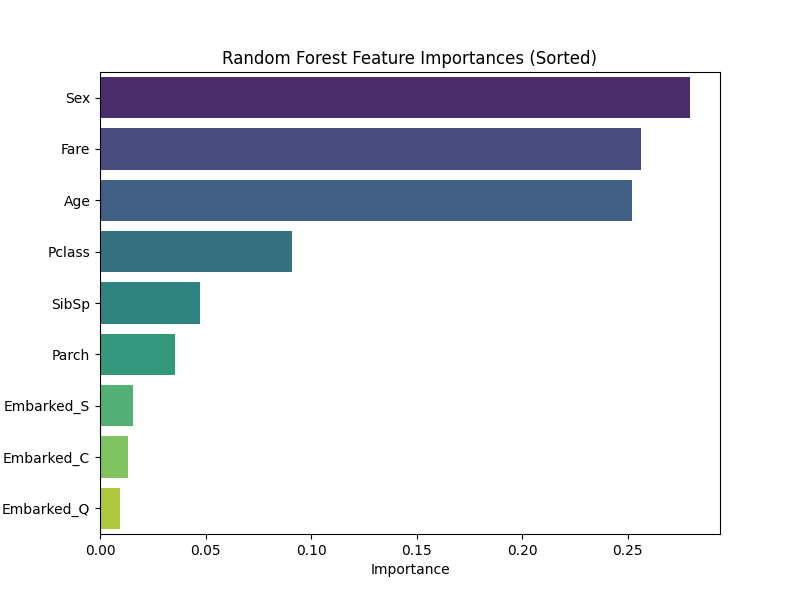 Random Forest Feature Importances (Sorted)
Sex
Fare
Age
Pclass
SibSp
Parch
Embarked_S
Embarked_C
Embarked_Q
0.00 0.05 0.10 0.15 0.20 0.25
Importance